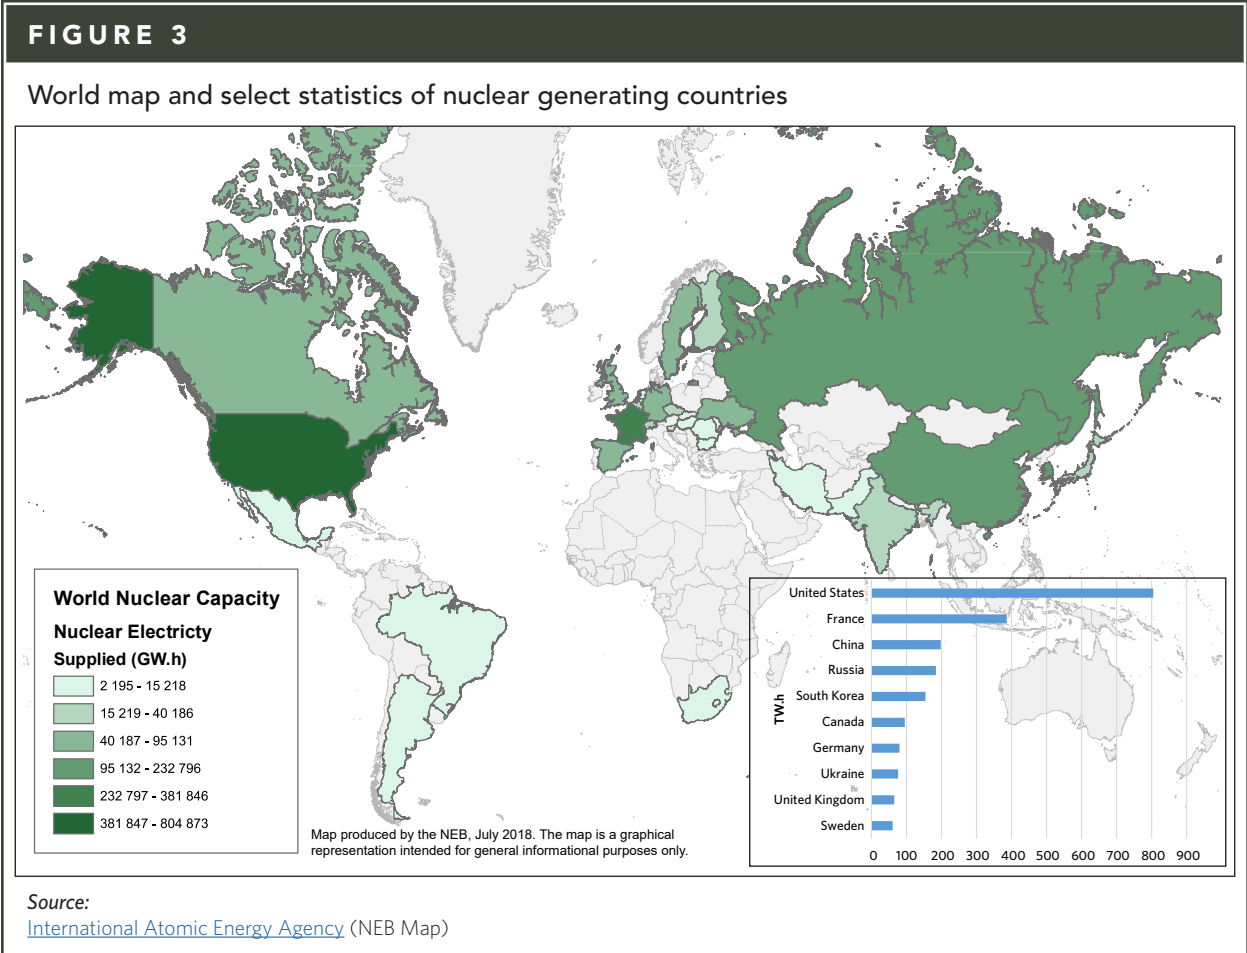 FIGURE 3
World map and select statistics of nuclear generating countries
World Nuclear Capacity
Nuclear Electricty
Supplied (GW.h)
2 195 - 15 218
15 219 - 40 186
40 187 - 95 131
95 132 - 232 796
232 797 - 381 846
381 847 - 804 873
Map produced by the NEB, July 2018. The map is a graphical
representation intended for general informational purposes only.
TW.h
United States
France
China
Russia
South Korea
Canada
Germany
Ukraine
United Kingdom
Sweden
0 100 200 300 400 500 600 700 800 900
Source:
International Atomic Energy Agency (NEB Map)